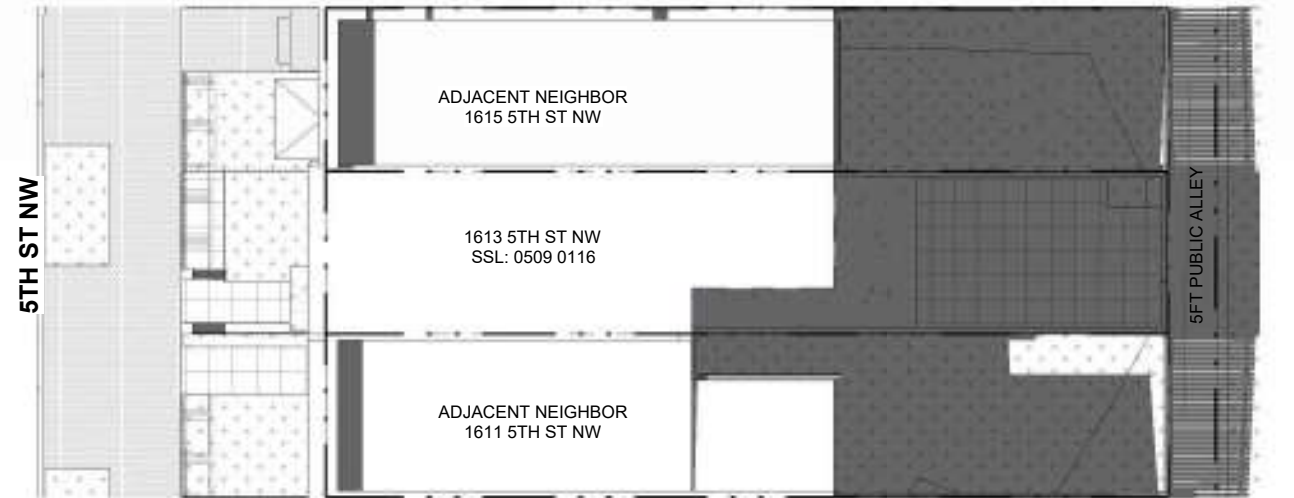 5TH ST NW
ADJACENT NEIGHBOR
1615 5TH ST NW
1613 5TH ST NW
SSL: 0509 0116
ADJACENT NEIGHBOR
1611 5TH ST NW
5FT PUBLIC ALLEY